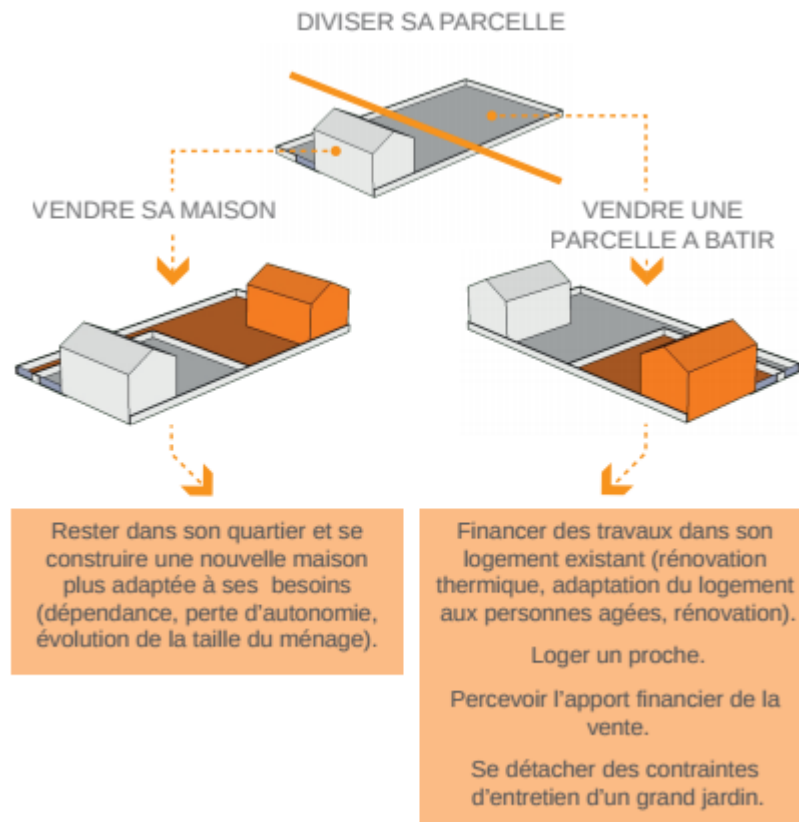 DIVISER SA PARCELLE
VENDRE SA MAISON
VENDRE UNE
PARCELLE A BATIR
Rester dans son quartier et se
construire une nouvelle maison
plus adaptée à ses besoins
(dépendance, perte d'autonomie,
évolution de la taille du ménage).
Financer des travaux dans son
logement existant (rénovation
thermique, adaptation du logement
aux personnes agées, rénovation).
Loger un proche.
Percevoir l'apport financier de la
vente.
Se détacher des contraintes
d'entretien d'un grand jardin.